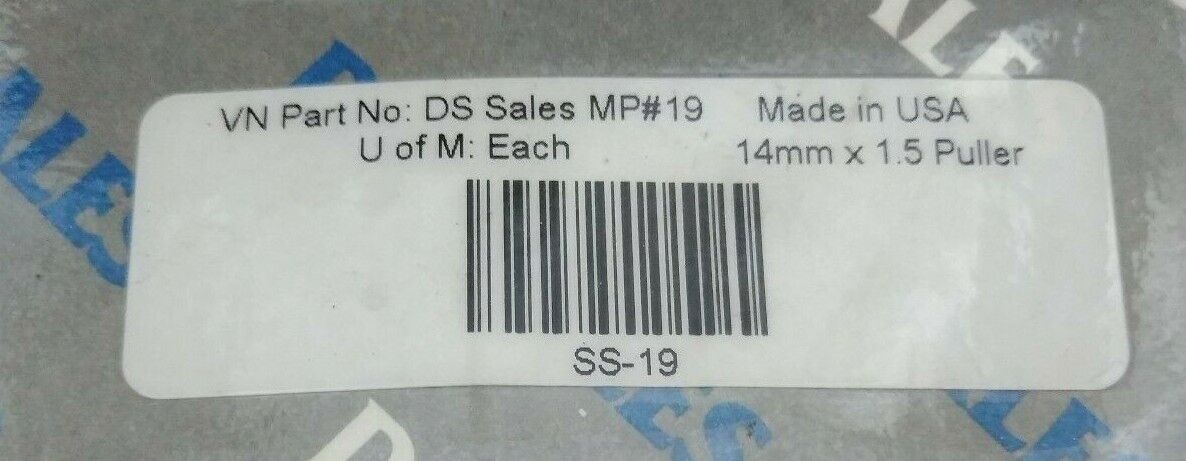 VN Part No: DS Sales MP#19 Made in USA
U of M: Each 14mm x 1.5 Puller
SS-19